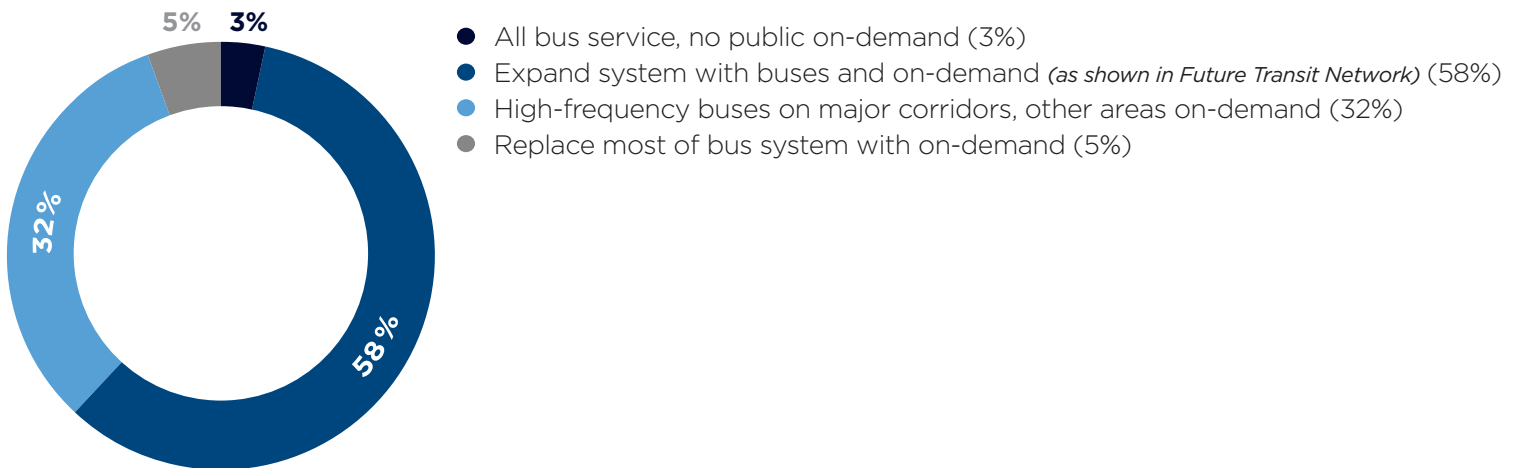 5% 3%
All bus service, no public on-demand (3%)
Expand system with buses and on-demand (as shown in Future Transit Network) (58%)
High-frequency buses on major corridors, other areas on-demand (32%)
Replace most of bus system with on-demand (5%)
32%
58%